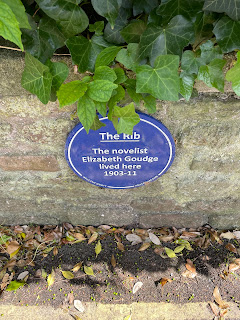 The Rib
The novelist
Elizabeth Goudge
lived here
1903-11